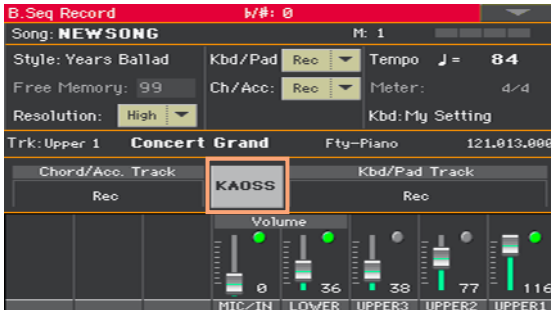 B.Seq Record ♭/#: 0
Song: NEWSONG M: 1
Style: Years Ballad Kbd/Pad Rec Tempo ♩= 84
Free Memory: 99 Ch/Acc: Rec Meter: 4/4
Resolution: High Kbd: My Setting
Trk: Upper 1 Concert Grand Fty-Piano 121.013.000
Chord/Acc. Track KAOSS Kbd/Pad Track
Rec Rec
Volume
0 36 38 77 116
MIC/IN LOWER UPPER3 UPPER2 UPPER1